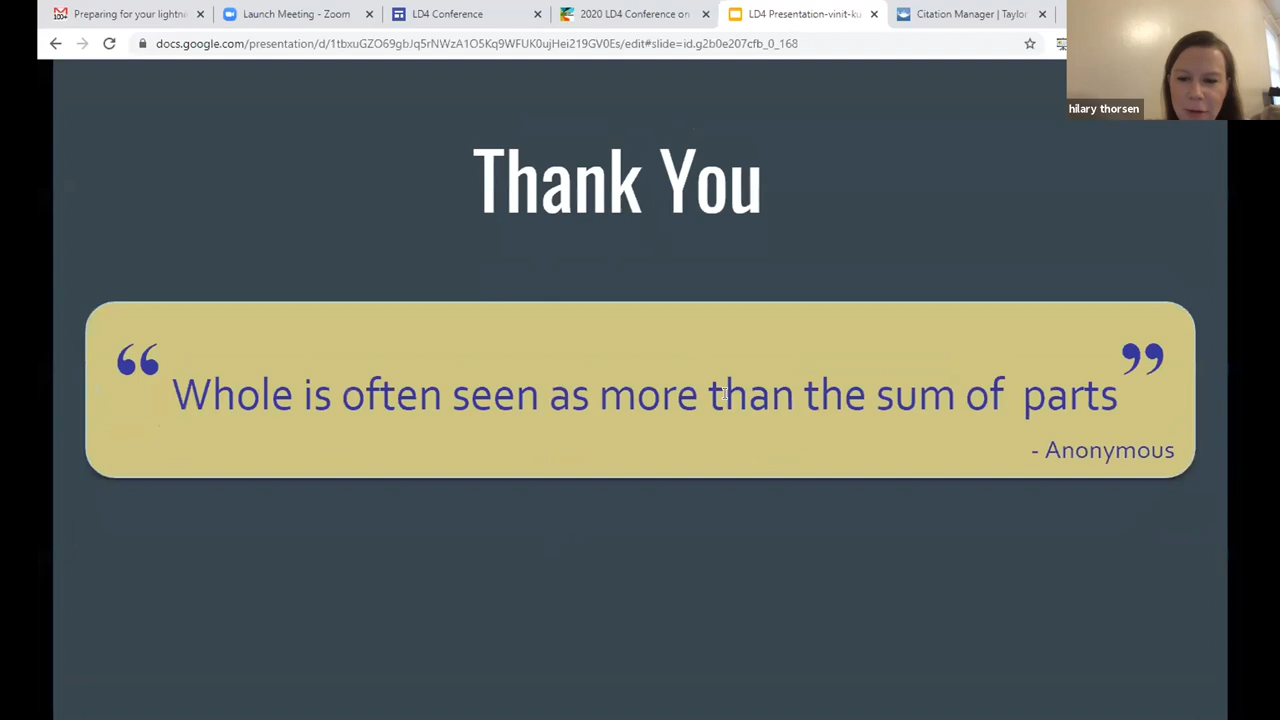 Preparing for your lightn
Launch Meeting - Zoom
LD4 Conference
2020 LD4 Conference on
LD4 Presentation-vinit-ku
Citation Manager | Taylor
docs.google.com/presentation/d/1tbxuGZO69gbJq5rNWzA1O5Kq9WFUK0ujHei219GV0Es/edit#slide=id.g2b0e207cfb_0_168
hilary thorsen
Thank You
“ Whole is often seen as more than the sum of parts ”
- Anonymous